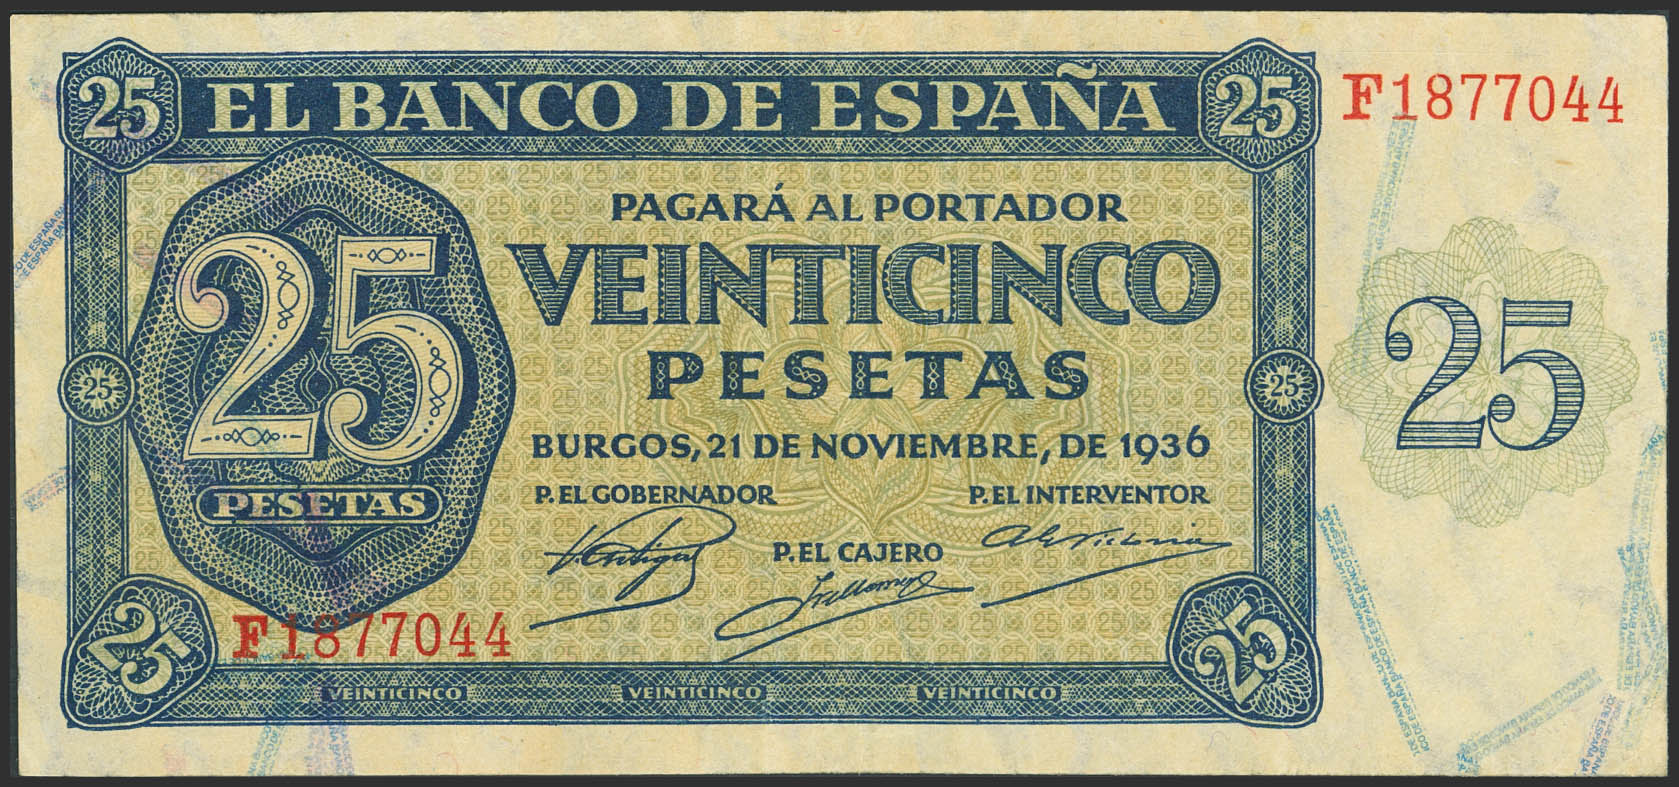 25 EL BANCO DE ESPAÑA 25
F1877044
PAGARÁ AL PORTADOR
VEINTICINCO
PESETAS
25
PESETAS
25
25
25
BURGOS, 21 DE NOVIEMBRE, DE 1936
P. EL GOBERNADOR
P. EL INTERVENTOR
P. EL CAJERO
F1877044
25
25
VEINTICINCO VEINTICINCO VEINTICINCO